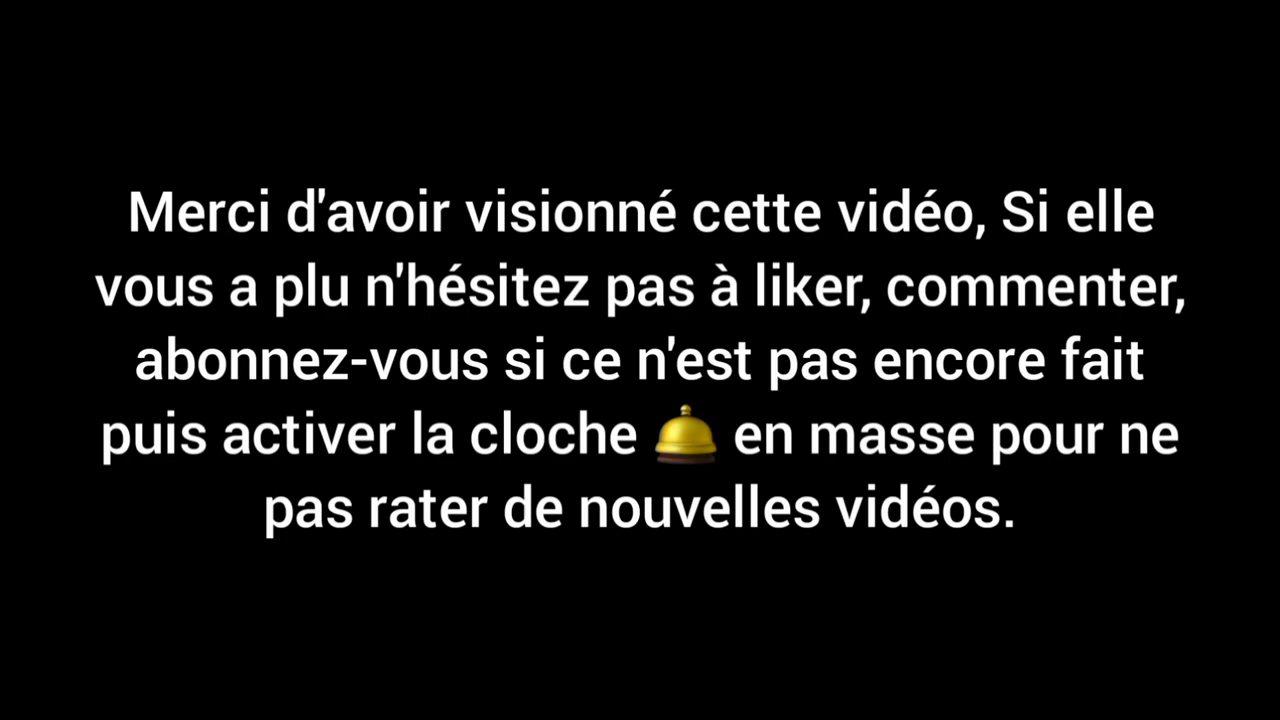 Merci d'avoir visionné cette vidéo, Si elle
vous a plu n'hésitez pas à liker, commenter,
abonnez-vous si ce n'est pas encore fait
puis activer la cloche 🛎 en masse pour ne
pas rater de nouvelles vidéos.